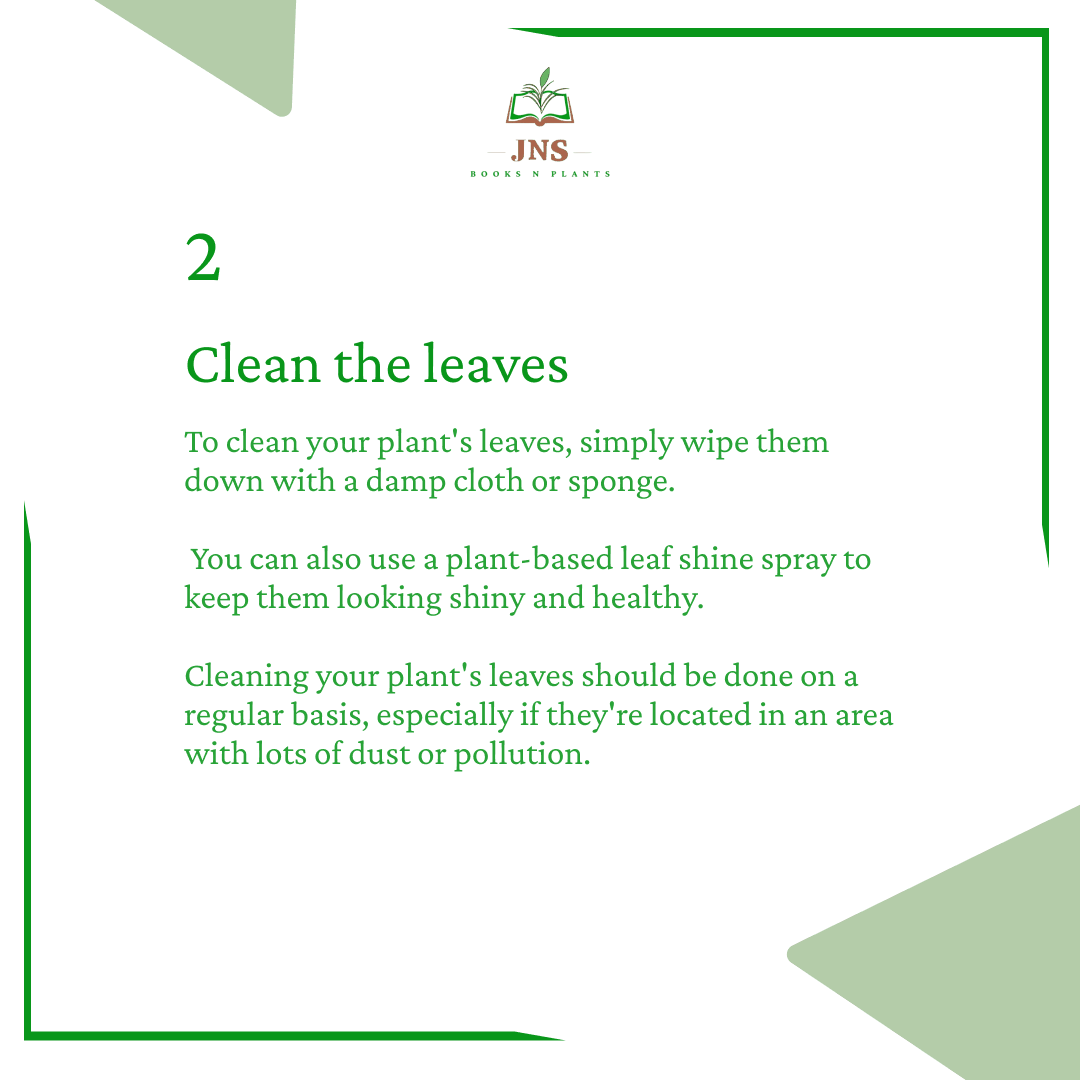 JNS
BOOKS N PLANTS
2
Clean the leaves
To clean your plant's leaves, simply wipe them
down with a damp cloth or sponge.
You can also use a plant-based leaf shine spray to
keep them looking shiny and healthy.
Cleaning your plant's leaves should be done on a
regular basis, especially if they're located in an area
with lots of dust or pollution.